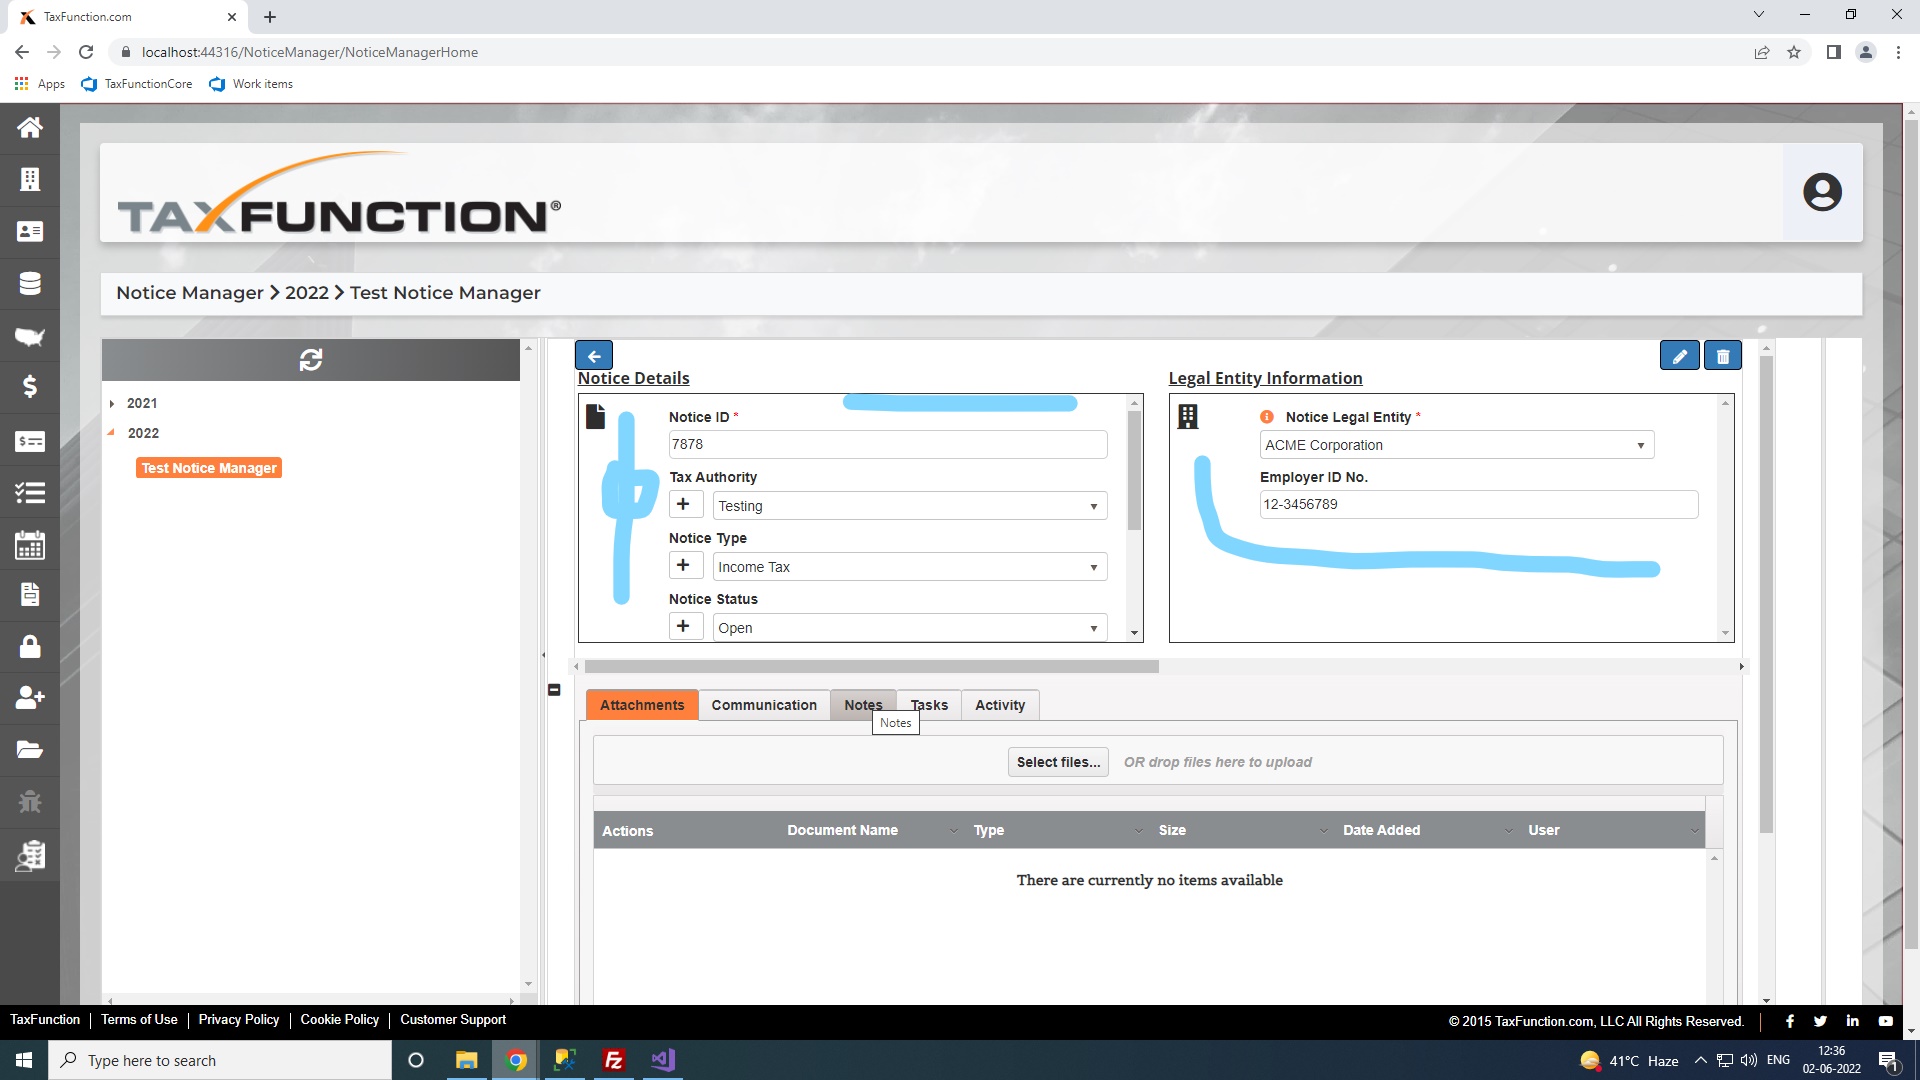 TaxFunction.com
localhost:44316/NoticeManager/NoticeManagerHome
Apps TaxFunctionCore Work items
TAXFUNCTION®
Notice Manager > 2022 > Test Notice Manager
2021
2022
Test Notice Manager
Notice Details
Notice ID *
7878
Tax Authority
+ Testing
Notice Type
+ Income Tax
Notice Status
+ Open
Legal Entity Information
Notice Legal Entity *
ACME Corporation
Employer ID No.
12-3456789
Attachments Communication Notes Tasks Activity
Notes
Select files... OR drop files here to upload
Actions Document Name Type Size Date Added User
There are currently no items available
TaxFunction | Terms of Use | Privacy Policy | Cookie Policy | Customer Support
© 2015 TaxFunction.com, LLC All Rights Reserved.
Type here to search
41°C Haze
ENG
12:36
02-06-2022
1